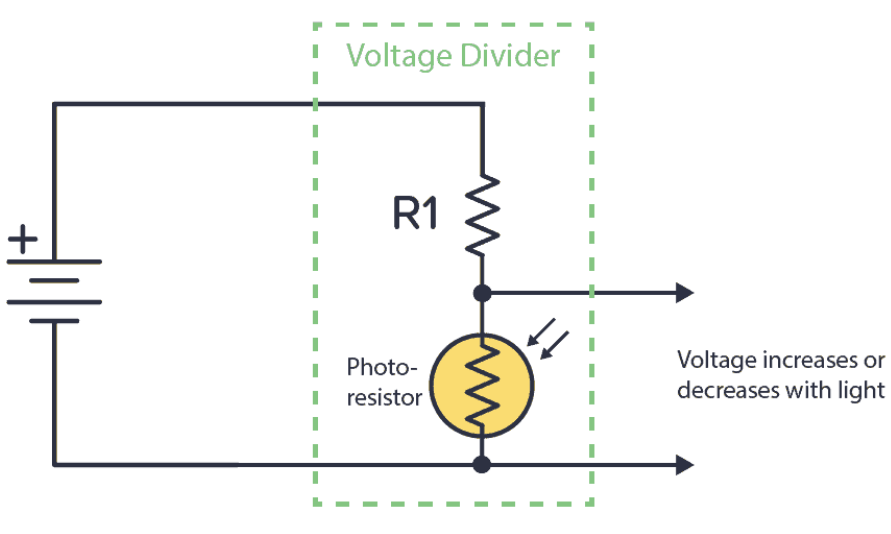 Voltage Divider
R1
+
Photo-
resistor
Voltage increases or
decreases with light